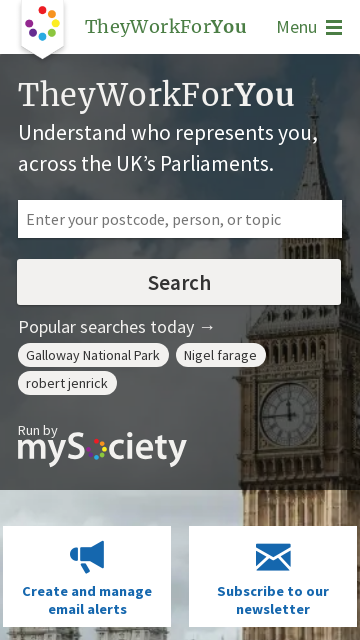 TheyWorkForYou
Menu
TheyWorkForYou
Understand who represents you,
across the UK’s Parliaments.
Enter your postcode, person, or topic
Search
Popular searches today →
Galloway National Park
Nigel farage
robert jenrick
Run by
mySociety
Create and manage
email alerts
Subscribe to our
newsletter